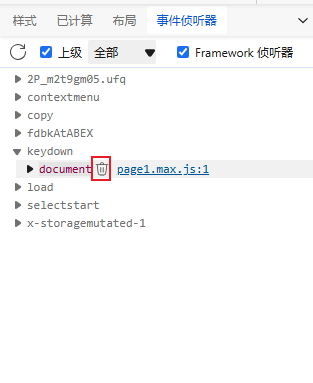 样式 已计算 布局 事件侦听器
上级 全部 Framework 侦听器
2P_m2t9gm05.ufq
contextmenu
copy
fdbkAtABEX
keydown
document page1.max.js:1
load
selectstart
x-storagemutated-1